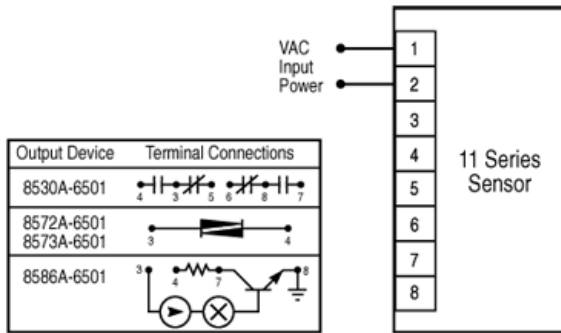 VAC
Input
Power
1
2
3
4
5
6
7
8
11 Series
Sensor
Output Device Terminal Connections
8530A-6501 4 3 5 6 8 7
8572A-6501
8573A-6501 3 4
8586A-6501 3 4 7 8